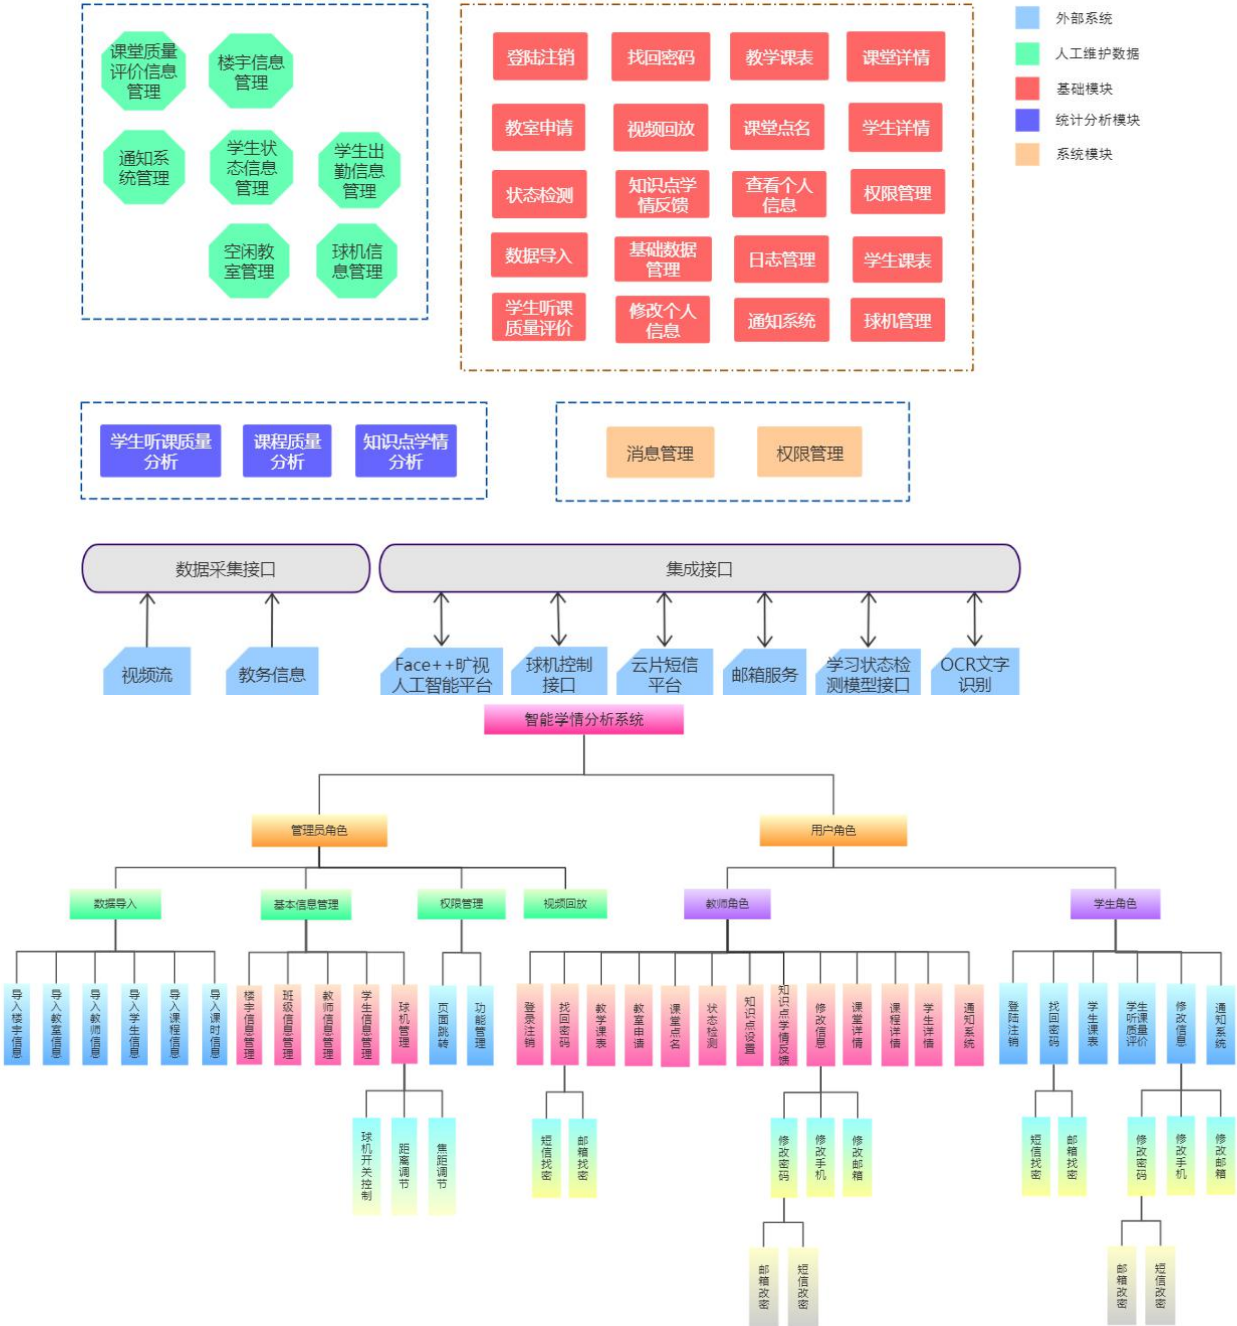 课堂质量
评价信息
管理
楼宇信息
管理
通知系
统管理
学生状
态信息
管理
学生出
勤信息
管理
空闲教
室管理
球机信
息管理
登陆注销
找回密码
教学课表
课堂详情
教室申请
视频回放
课堂点名
学生详情
状态检测
知识点学
情反馈
查看个人
信息
权限管理
数据导入
基础数据
管理
日志管理
学生课表
学生听课
质量评价
修改个人
信息
通知系统
球机管理
外部系统
人工维护数据
基础模块
统计分析模块
系统模块
学生听课质量
分析
课程质量
分析
知识点学情
分析
消息管理
权限管理
数据采集接口
集成接口
视频流
教务信息
Face++旷视
人工智能平台
球机控制
接口
云片短信
平台
邮箱服务
学习状态检
测模型接口
OCR文字
识别
智能学情分析系统
管理员角色
用户角色
数据导入
基本信息管理
权限管理
视频回放
教师角色
学生角色
导入楼宇信息
导入教室信息
导入教师信息
导入学生信息
导入课程信息
导入课时信息
楼宇信息管理
班级信息管理
教师信息管理
学生信息管理
球机管理
页面跳转
功能管理
登录注销
找回密码
教学课表
教室申请
课堂点名
状态检测
知识点设置
知识点学情反馈
修改信息
课堂详情
课程详情
学生详情
通知系统
登陆注销
找回密码
学生课表
学生课量
听质评价
修改信息
通知系统
球机开关控制
距离调节
焦距调节
短信找密
邮箱找密
修改密码
修改手机
修改邮箱
短信找密
邮箱找密
修改密码
修改手机
修改邮箱
邮箱改密
短信改密
邮箱改密
短信改密